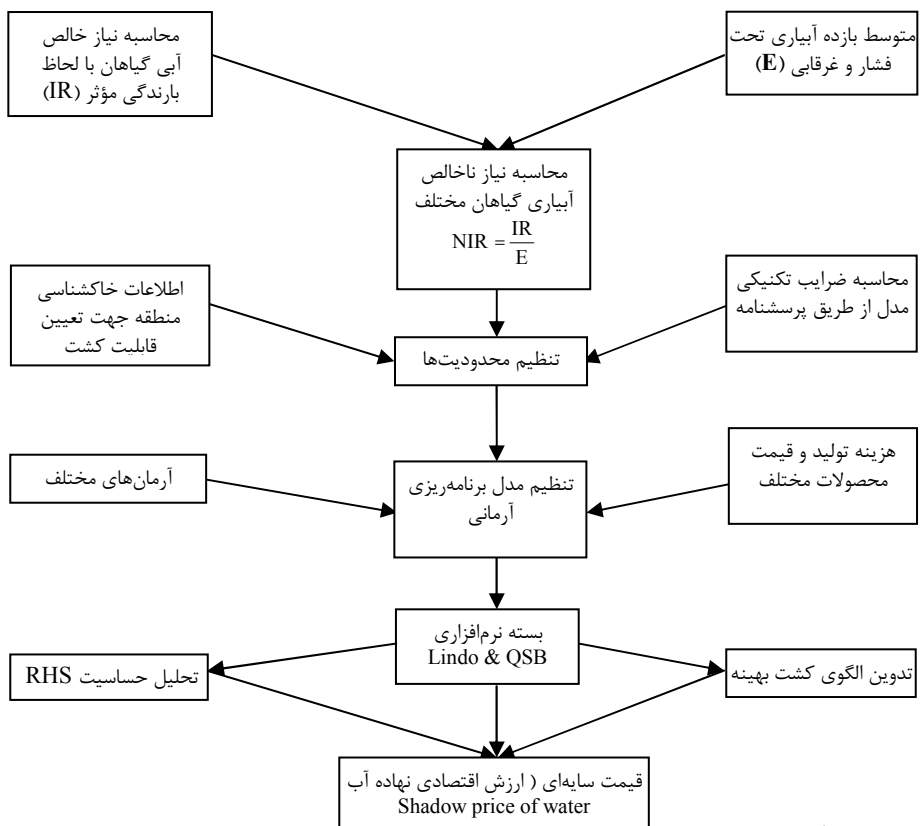 محاسبه نیاز خالص
آبی گیاهان با لحاظ
بارندگی مؤثر (IR)
متوسط بازده آبیاری تحت
فشار و غرقابی (E)
محاسبه نیاز ناخالص
آبیاری گیاهان مختلف
NIR = IR / E
اطلاعات خاکشناسی
منطقه جهت تعیین
قابلیت کشت
محاسبه ضرایب تکنیکی
مدل از طریق پرسشنامه
تنظیم محدودیت‌ها
آرمان‌های مختلف
تنظیم مدل برنامه‌ریزی
آرمانی
هزینه تولید و قیمت
محصولات مختلف
بسته نرم‌افزاری
Lindo & QSB
تحلیل حساسیت RHS
تدوین الگوی کشت بهینه
قیمت سایه‌ای ( ارزش اقتصادی نهاده آب
Shadow price of water